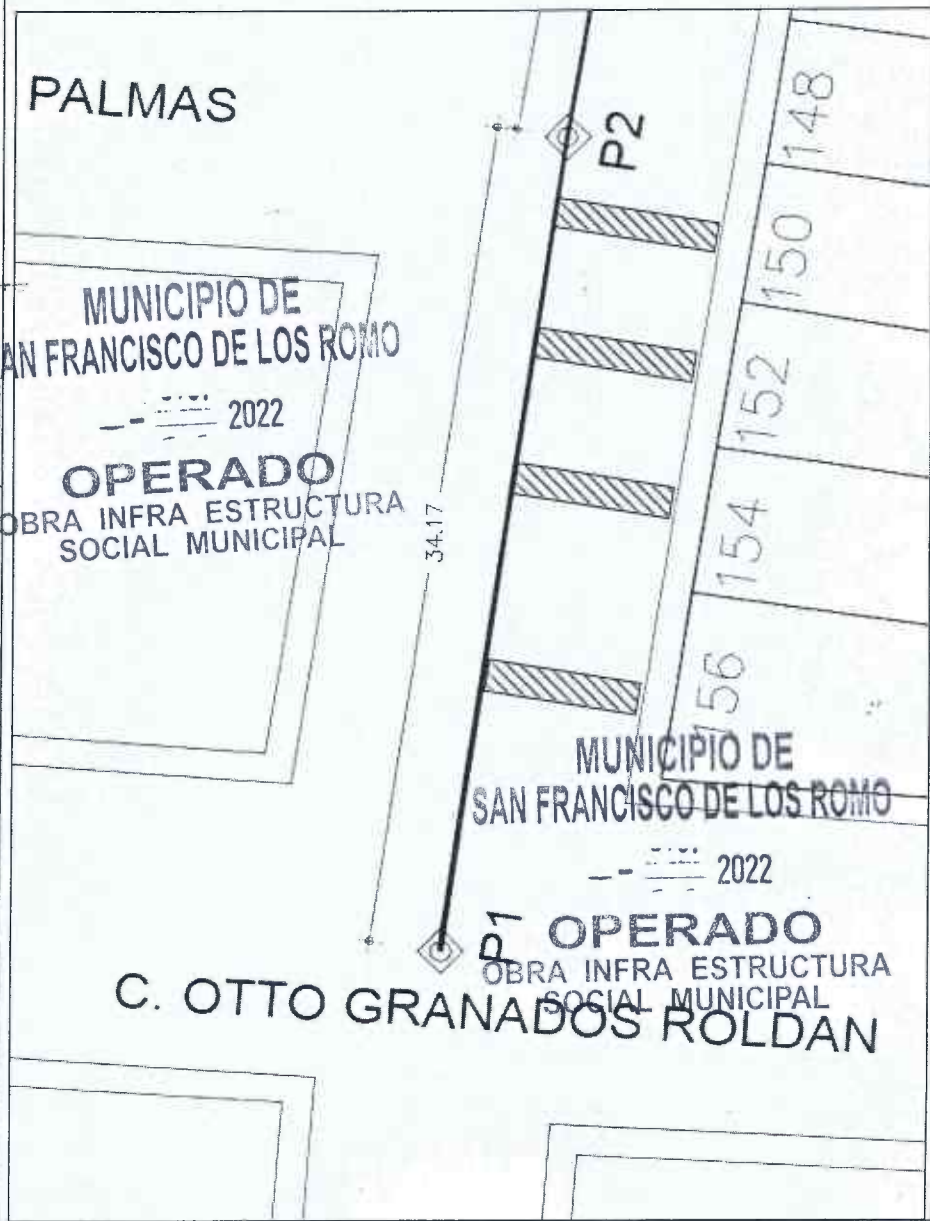 PALMAS
P2
148
150
152
154
156
34.17
MUNICIPIO DE
AN FRANCISCO DE LOS ROMO
2022
OPERADO
OBRA INFRA ESTRUCTURA
SOCIAL MUNICIPAL
MUNICIPIO DE
SAN FRANCISCO DE LOS ROMO
2022
OPERADO
OBRA INFRA ESTRUCTURA
SOCIAL MUNICIPAL
P1
C. OTTO GRANADOS ROLDAN